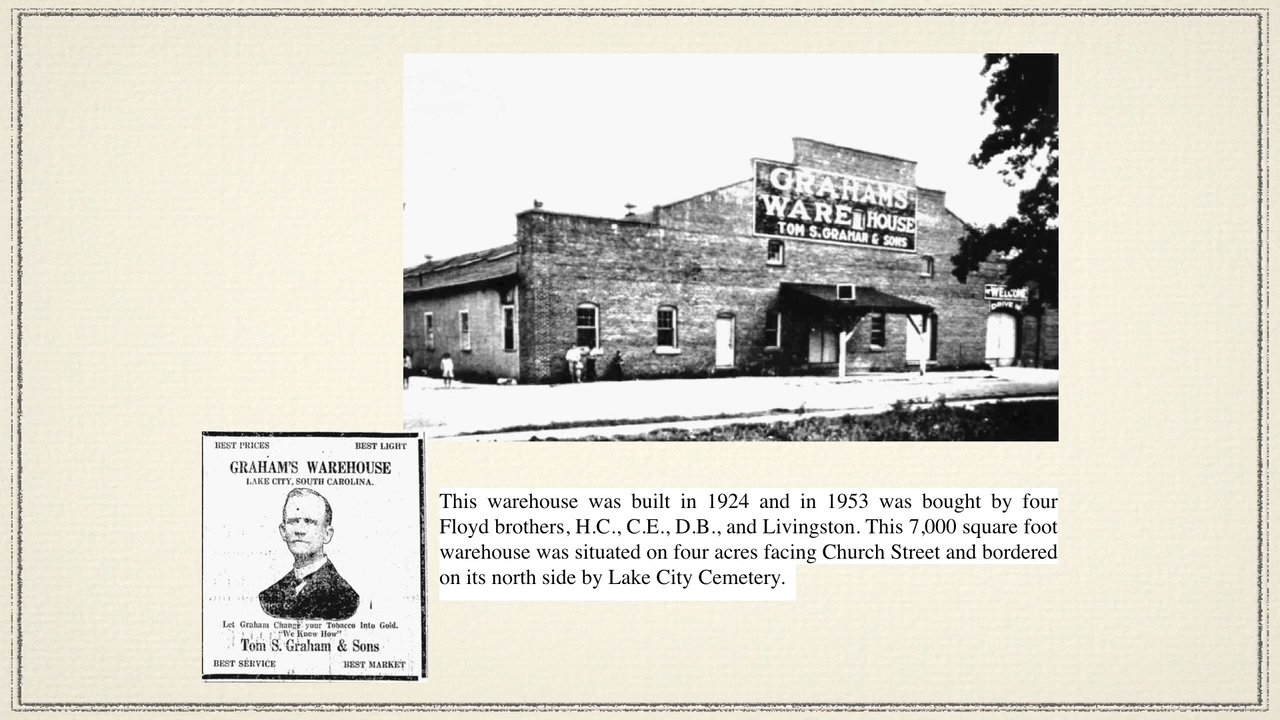 GRAHAM'S
WARE HOUSE
TOM S. GRAHAM & SONS
WELCOME
DRIVE IN
BEST PRICES BEST LIGHT
GRAHAM'S WAREHOUSE
LAKE CITY, SOUTH CAROLINA.
Let Graham Change your Tobacco Into Gold.
"We Know How"
Tom S. Graham & Sons
BEST SERVICE BEST MARKET
This warehouse was built in 1924 and in 1953 was bought by four
Floyd brothers, H.C., C.E., D.B., and Livingston. This 7,000 square foot
warehouse was situated on four acres facing Church Street and bordered
on its north side by Lake City Cemetery.